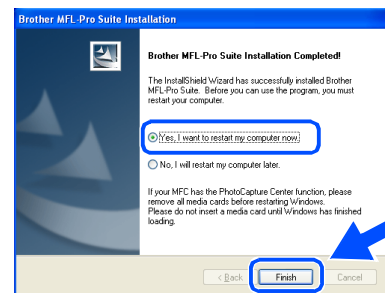 Brother MFL-Pro Suite Installation
Brother MFL-Pro Suite Installation Completed!
The InstallShield Wizard has successfully installed Brother
MFL-Pro Suite. Before you can use the program, you must
restart your computer.
Yes, I want to restart my computer now.
No, I will restart my computer later.
If your MFC has the PhotoCapture Center function, please
remove all media cards before restarting Windows.
Please do not insert a media card until Windows has finished
loading.
< Back Finish Cancel